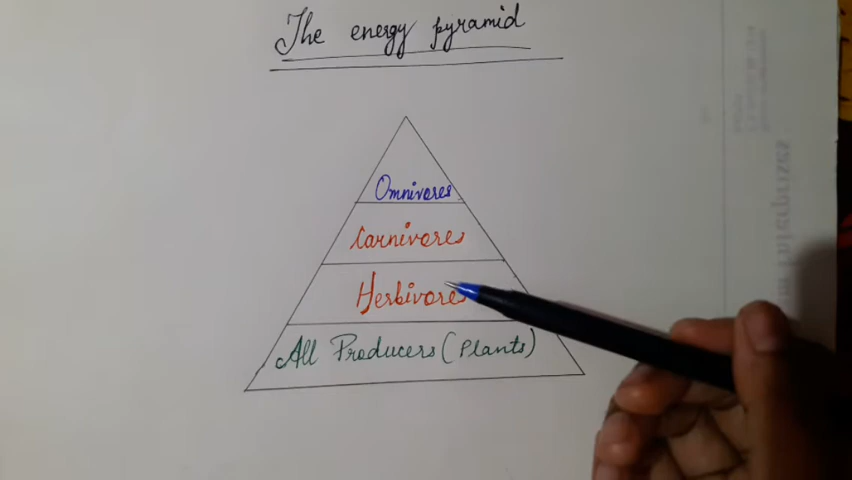 The energy pyramid
Omnivores
Carnivores
Herbivores
All Producers (Plants)